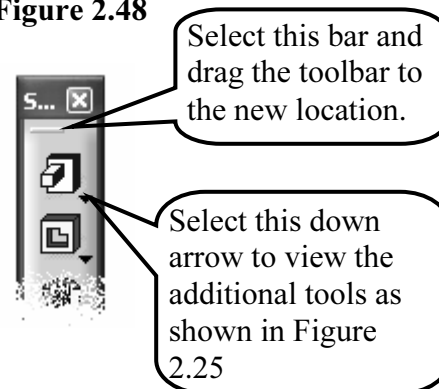 Figure 2.48
Select this bar and
drag the toolbar to
the new location.
S...
Select this down
arrow to view the
additional tools as
shown in Figure
2.25